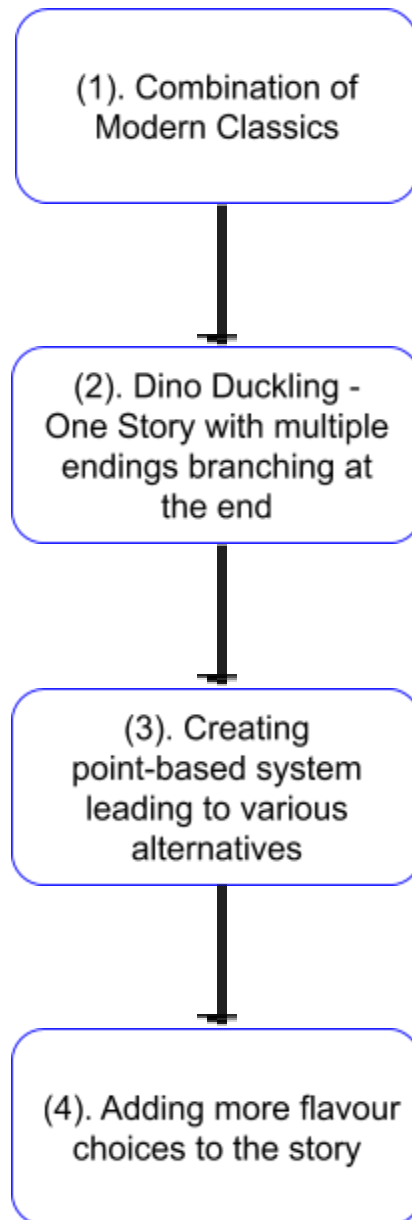 (1). Combination of
Modern Classics
(2). Dino Duckling -
One Story with multiple
endings branching at
the end
(3). Creating
point-based system
leading to various
alternatives
(4). Adding more flavour
choices to the story